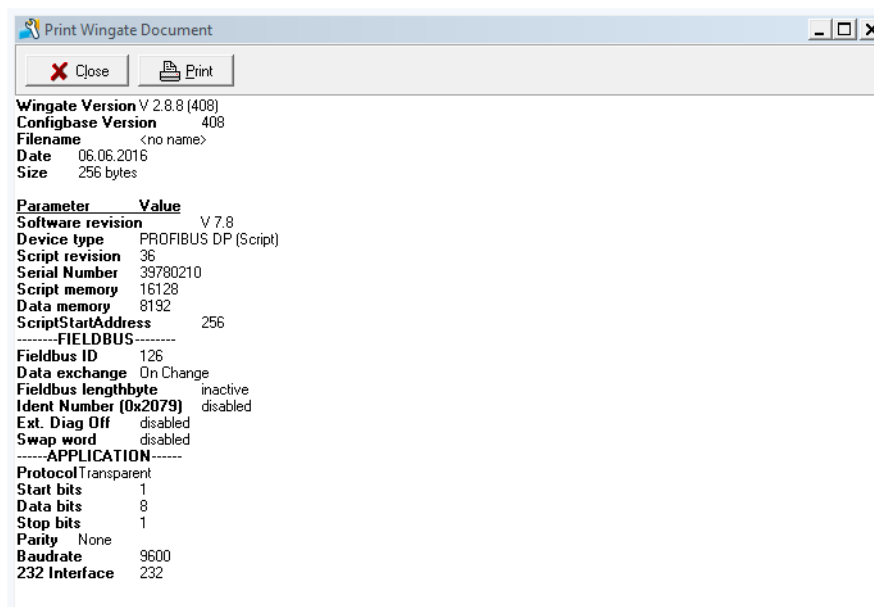 Print Wingate Document
Close Print
Wingate Version V 2.8.8 (408)
Configbase Version 408
Filename <no name>
Date 06.06.2016
Size 256 bytes
Parameter Value
Software revision V 7.8
Device type PROFIBUS DP (Script)
Script revision 36
Serial Number 39780210
Script memory 16128
Data memory 8192
ScriptStartAddress 256
--------FIELDBUS--------
Fieldbus ID 126
Data exchange On Change
Fieldbus lengthbyte inactive
Ident Number (0x2079) disabled
Ext. Diag Off disabled
Swap word disabled
------APPLICATION------
Protocol Transparent
Start bits 1
Data bits 8
Stop bits 1
Parity None
Baudrate 9600
232 Interface 232